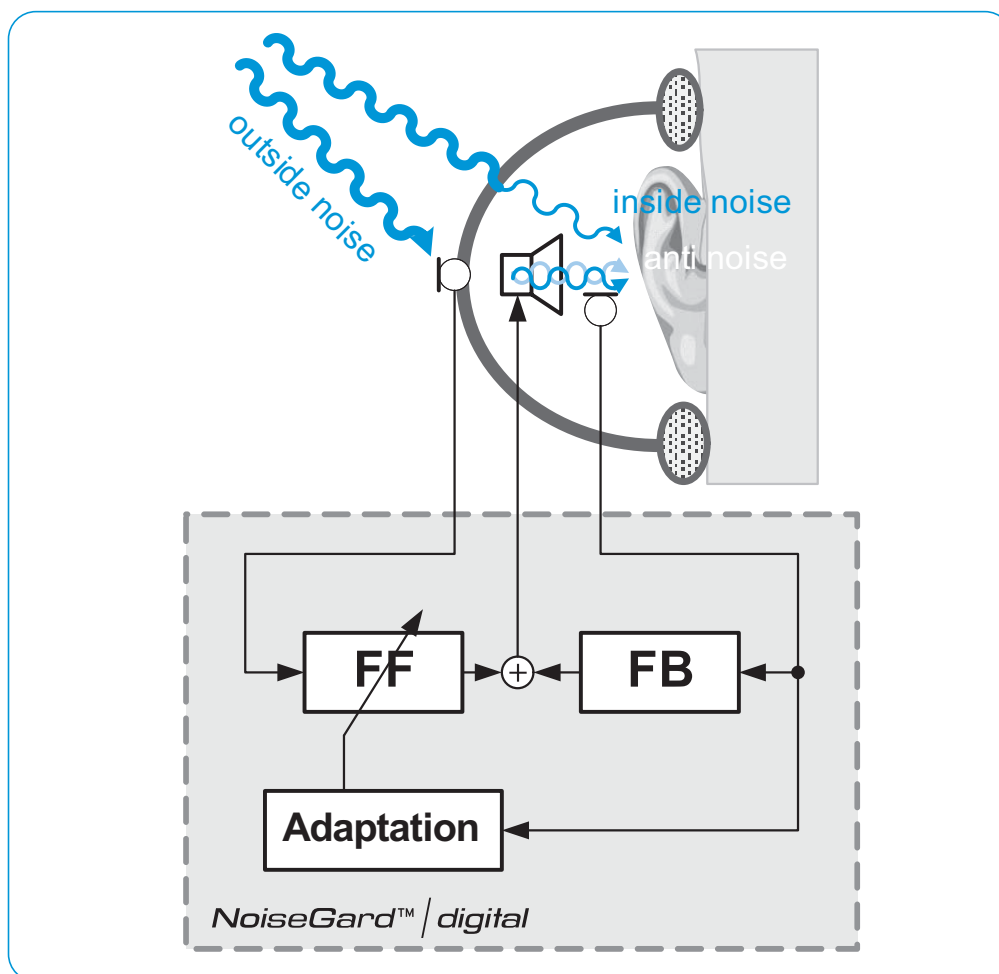 outside noise
inside noise
anti noise
+
FF
FB
Adaptation
NoiseGard™ / digital